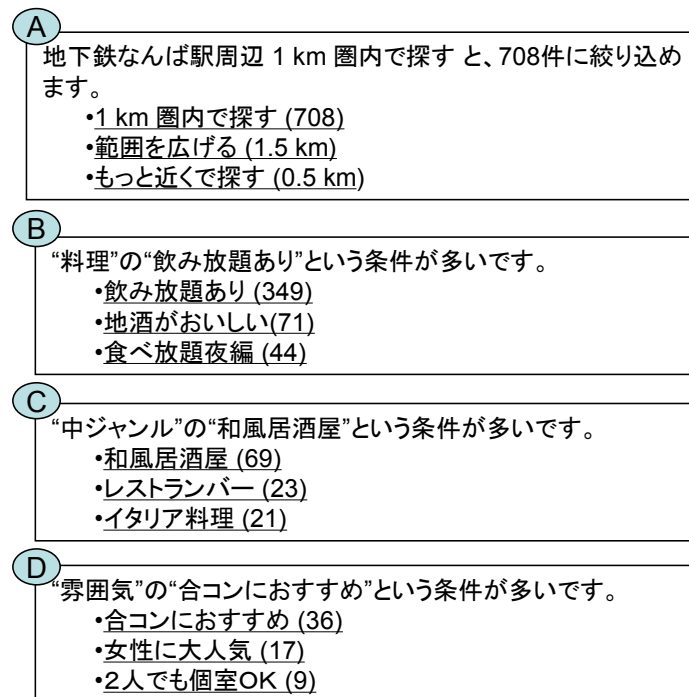 A
地下鉄なんば駅周辺 1 km 圏内で探す と、708件に絞り込め
ます。
•1 km 圏内で探す (708)
•範囲を広げる (1.5 km)
•もっと近くで探す (0.5 km)
B
“料理”の“飲み放題あり”という条件が多いです。
•飲み放題あり (349)
•地酒がおいしい(71)
•食べ放題夜編 (44)
C
“中ジャンル”の“和風居酒屋”という条件が多いです。
•和風居酒屋 (69)
•レストランバー (23)
•イタリア料理 (21)
D
“雰囲気”の“合コンにおすすめ”という条件が多いです。
•合コンにおすすめ (36)
•女性に大人気 (17)
•２人でも個室ＯＫ (9)